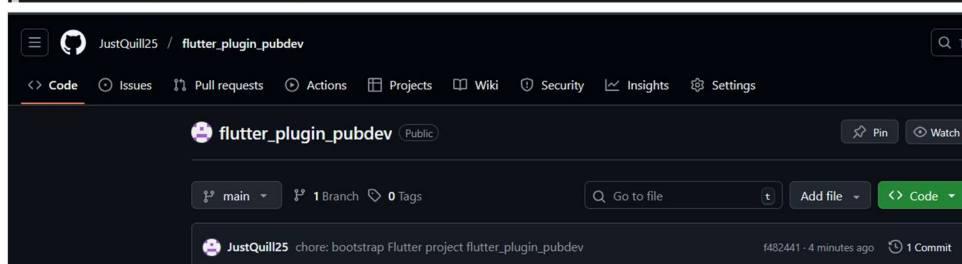 JustQuill25 / flutter_plugin_pubdev
<> Code Issues Pull requests Actions Projects Wiki Security Insights Settings
flutter_plugin_pubdev Public Pin Watch
main 1 Branch 0 Tags Go to file t Add file <> Code
JustQuill25 chore: bootstrap Flutter project flutter_plugin_pubdev f482441 · 4 minutes ago 1 Commit